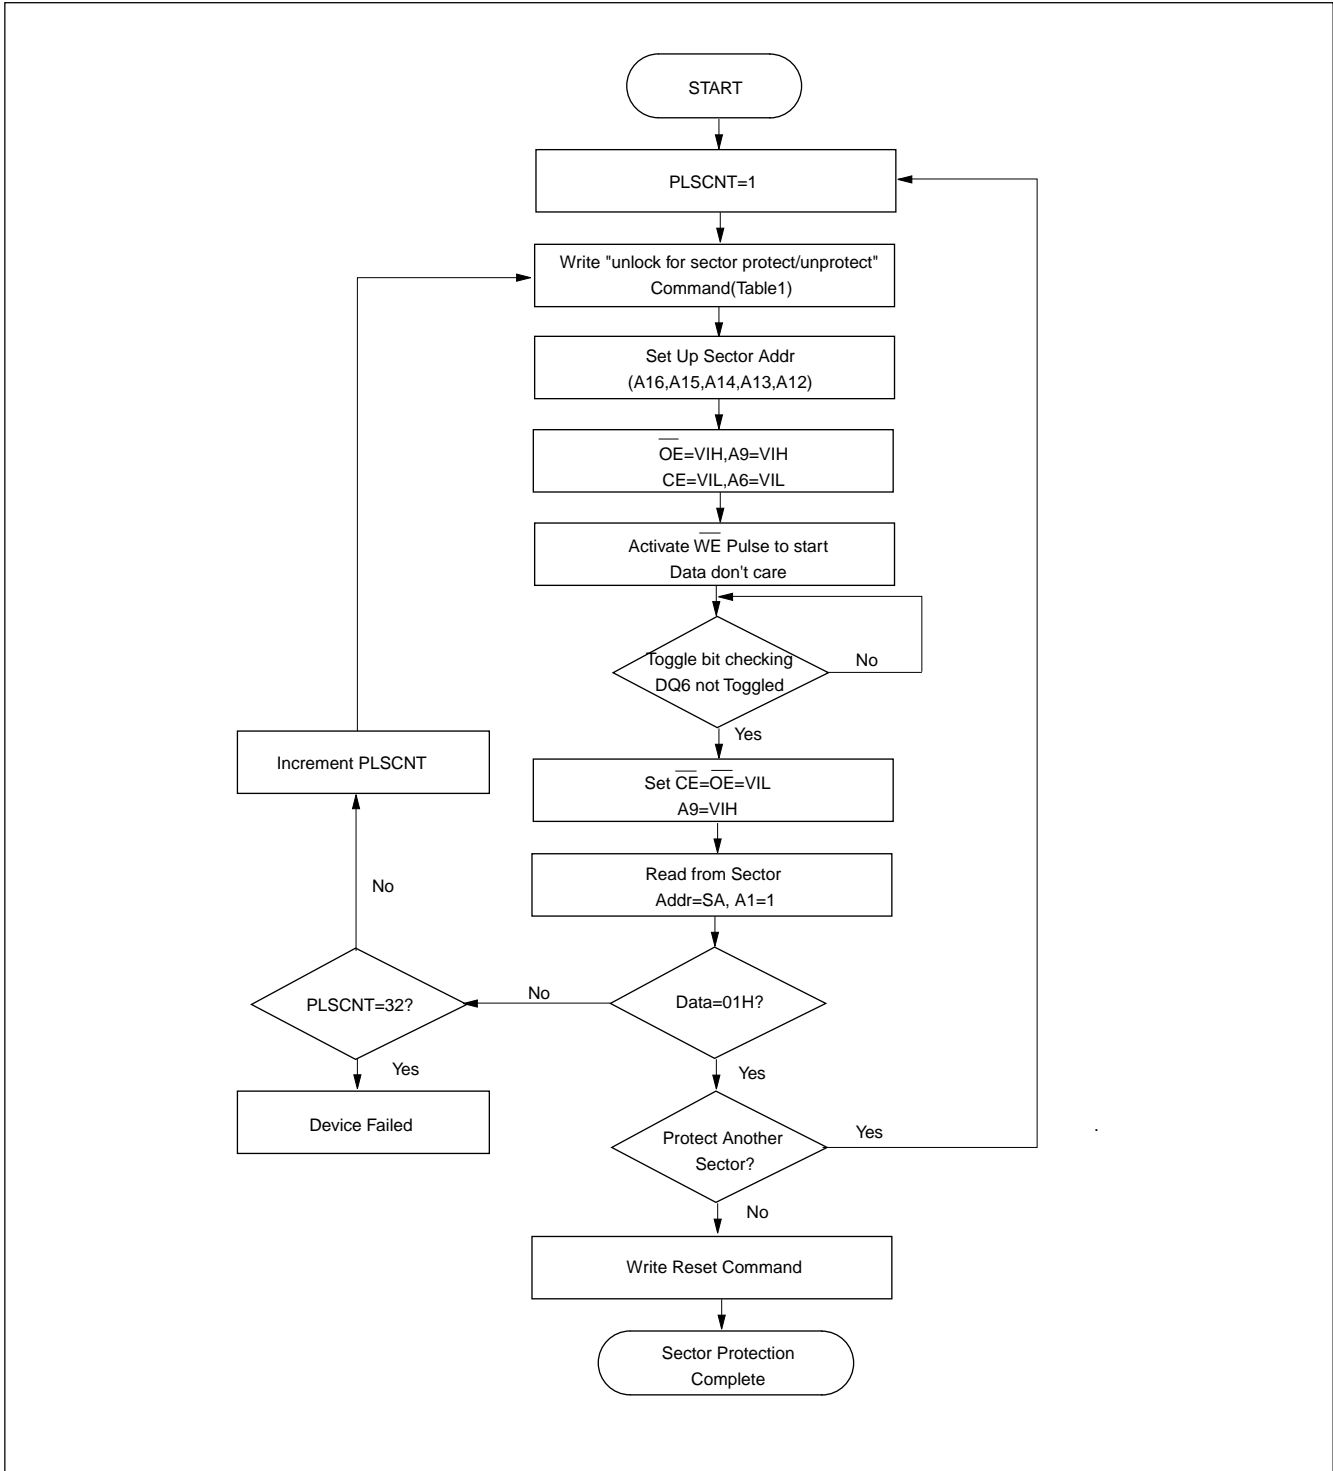 START
PLSCNT=1
Write "unlock for sector protect/unprotect"
Command(Table1)
Set Up Sector Addr
(A16,A15,A14,A13,A12)
O̅E̅=VIH,A9=VIH
CE=VIL,A6=VIL
Activate W̅E̅ Pulse to start
Data don't care
Toggle bit checking
DQ6 not Toggled
No
Yes
Increment PLSCNT
Set C̅E̅=O̅E̅=VIL
A9=VIH
Read from Sector
Addr=SA, A1=1
No
PLSCNT=32?
No
Data=01H?
Yes
Yes
Device Failed
Protect Another
Sector?
Yes
No
Write Reset Command
Sector Protection
Complete